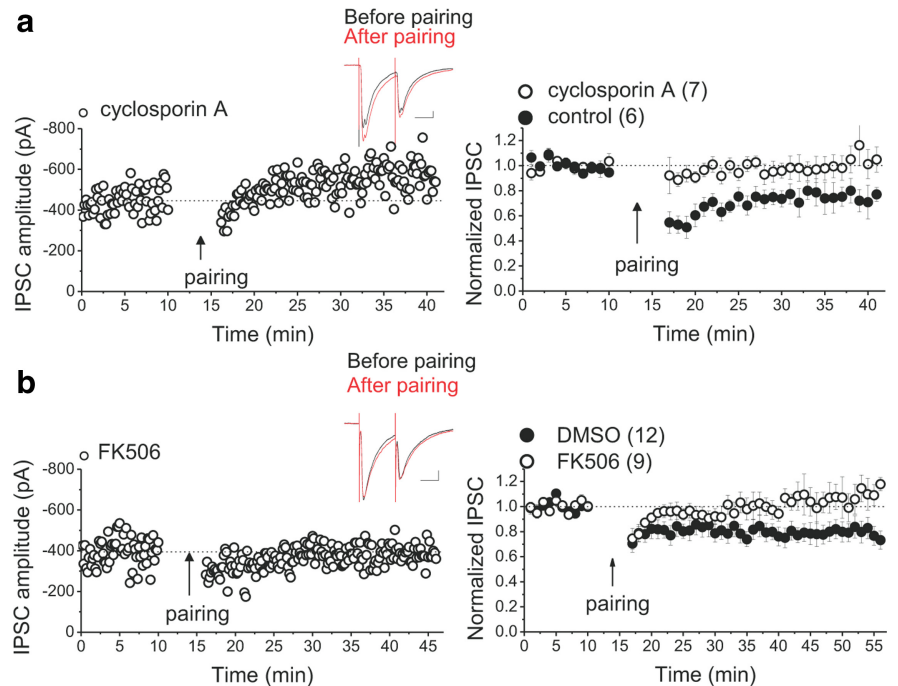 a
Before pairing
After pairing
cyclosporin A
IPSC amplitude (pA)
-800
-600
-400
-200
0
pairing
0 5 10 15 20 25 30 35 40
Time (min)
cyclosporin A (7)
control (6)
Normalized IPSC
1.2
1.0
0.8
0.6
0.4
0.2
0.0
pairing
0 5 10 15 20 25 30 35 40
Time (min)
b
Before pairing
After pairing
FK506
IPSC amplitude (pA)
-800
-600
-400
-200
0
pairing
0 5 10 15 20 25 30 35 40 45
Time (min)
DMSO (12)
FK506 (9)
Normalized IPSC
1.2
1.0
0.8
0.6
0.4
0.2
0.0
pairing
0 5 10 15 20 25 30 35 40 45 50 55
Time (min)